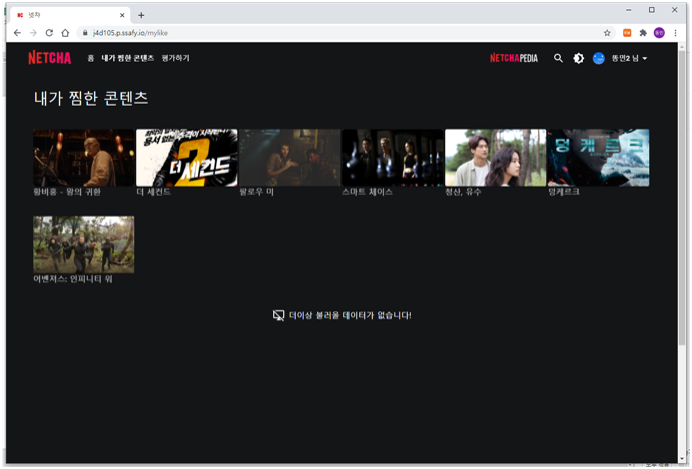 넷차
j4d105.p.ssafy.io/mylike
NETCHA 홈 내가 찜한 콘텐츠 평가하기 NETCHAPEDIA 똥민2 님
내가 찜한 콘텐츠
더 세컨드
덩케르크
황비홍 - 왕의 귀환 더 세컨드 팔로우 미 스마트 체이스 청산, 유수 덩케르크
어벤져스: 인피니티 워
더이상 불러올 데이터가 없습니다!